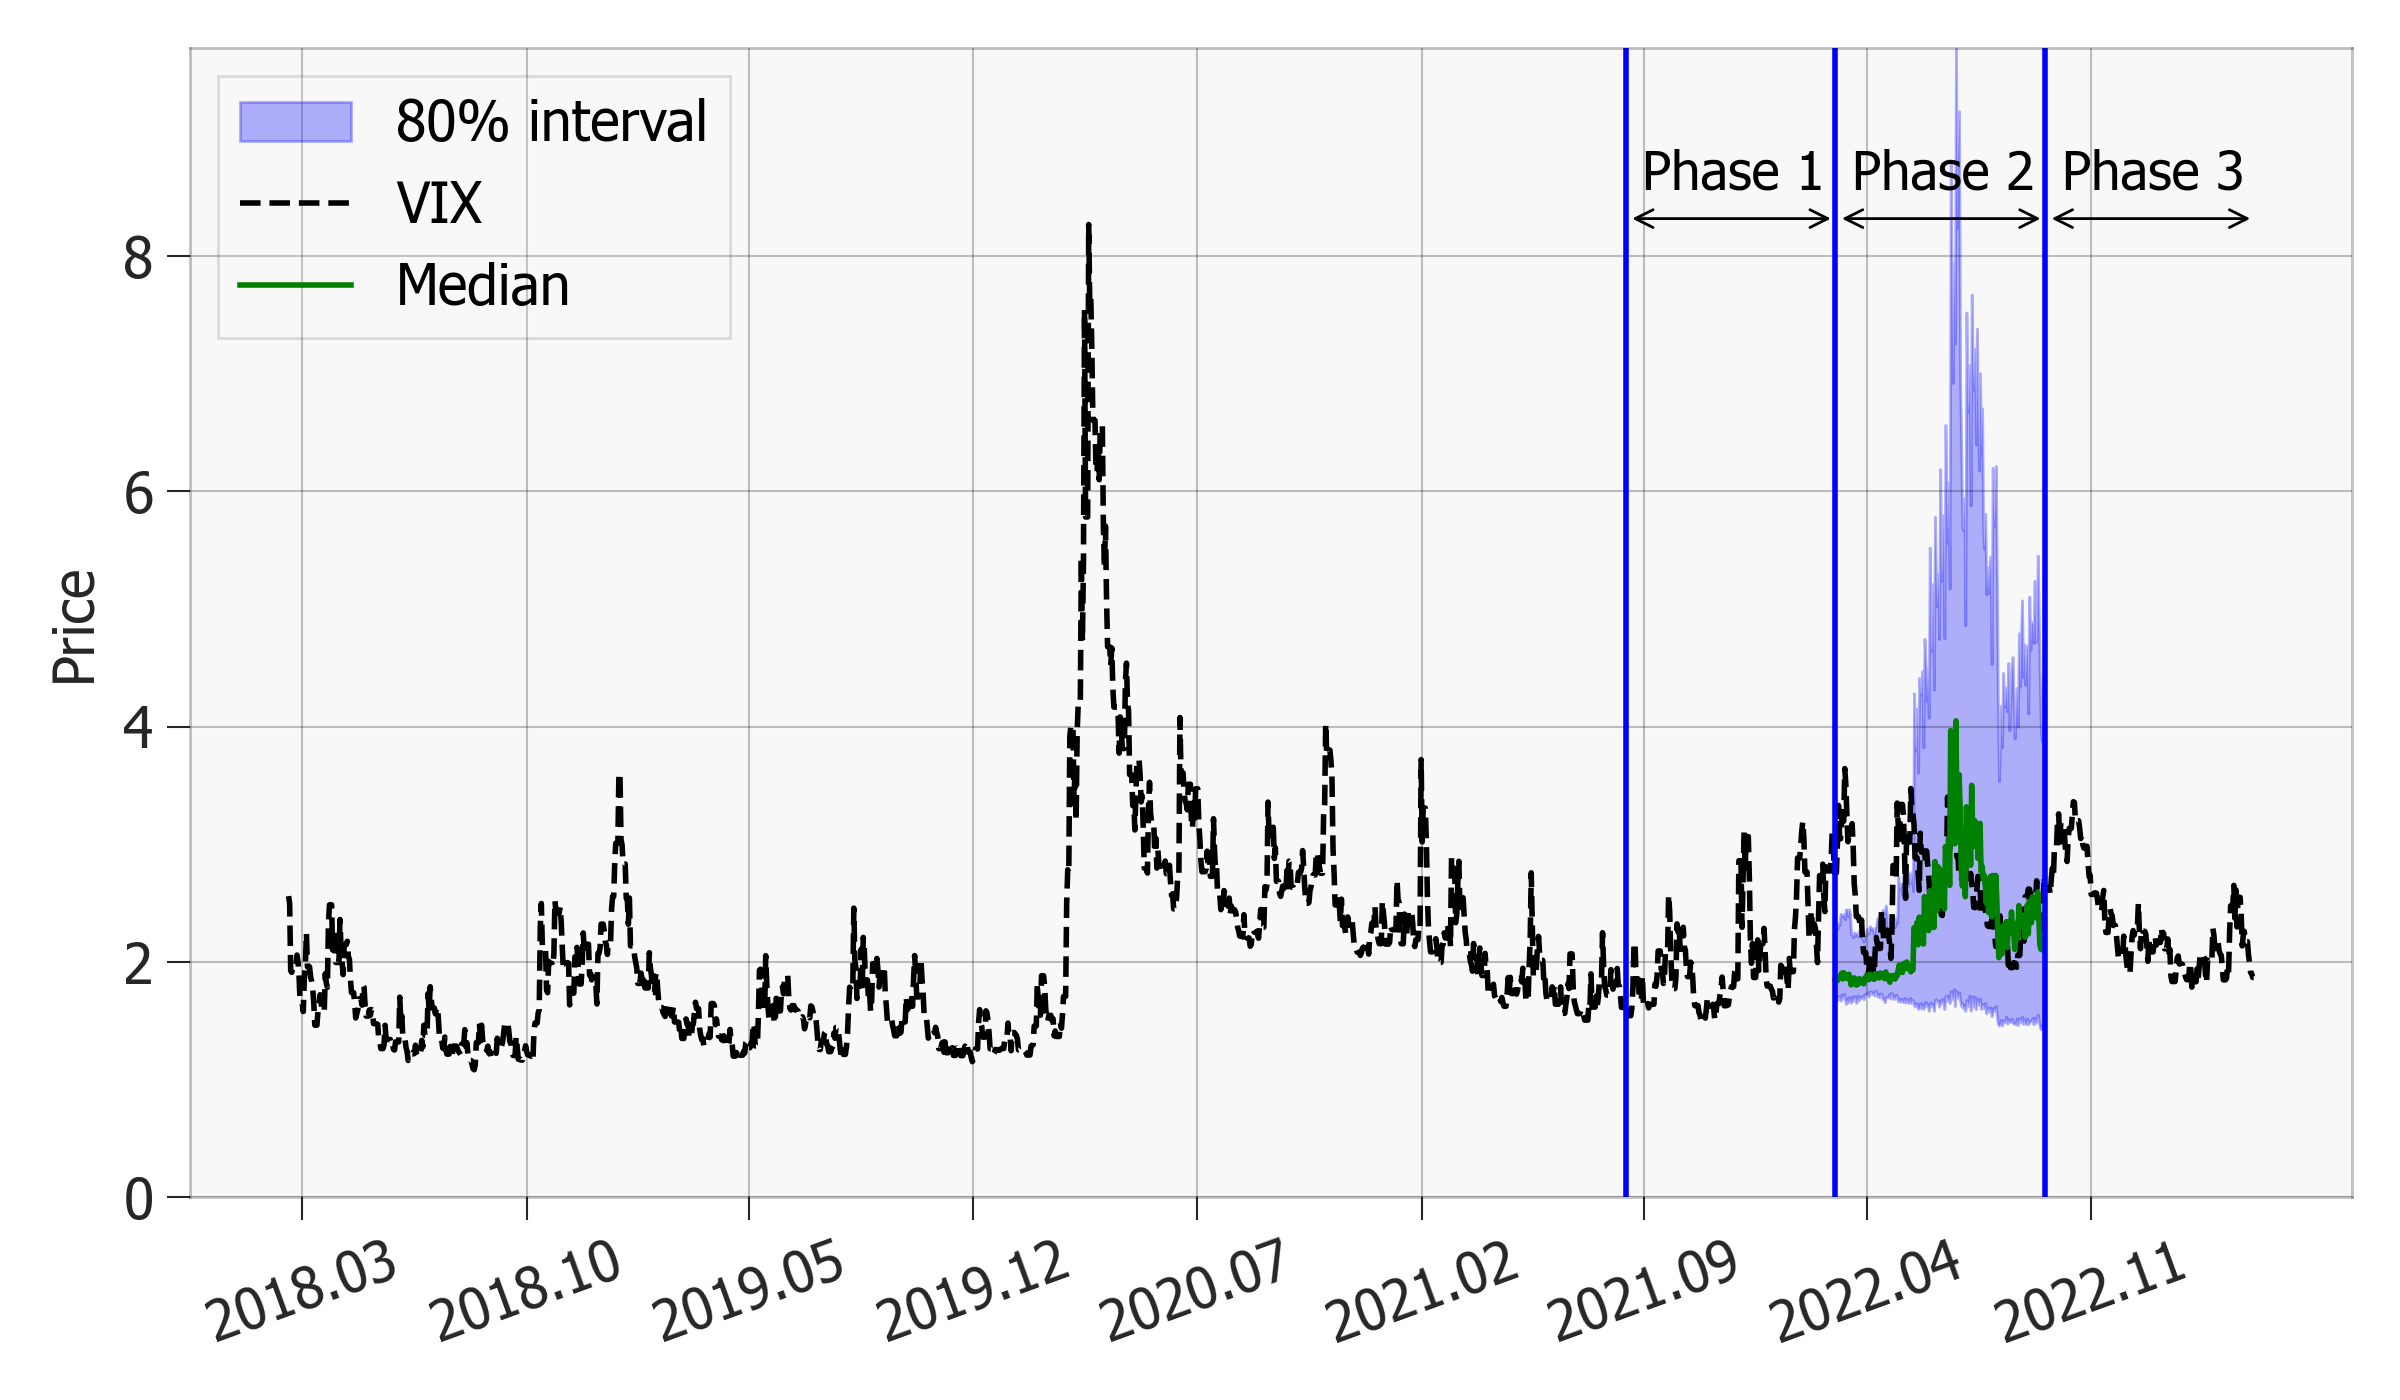 80% interval
VIX
Median
Phase 1
Phase 2
Phase 3
Price
8
6
4
2
0
2018.03
2018.10
2019.05
2019.12
2020.07
2021.02
2021.09
2022.04
2022.11